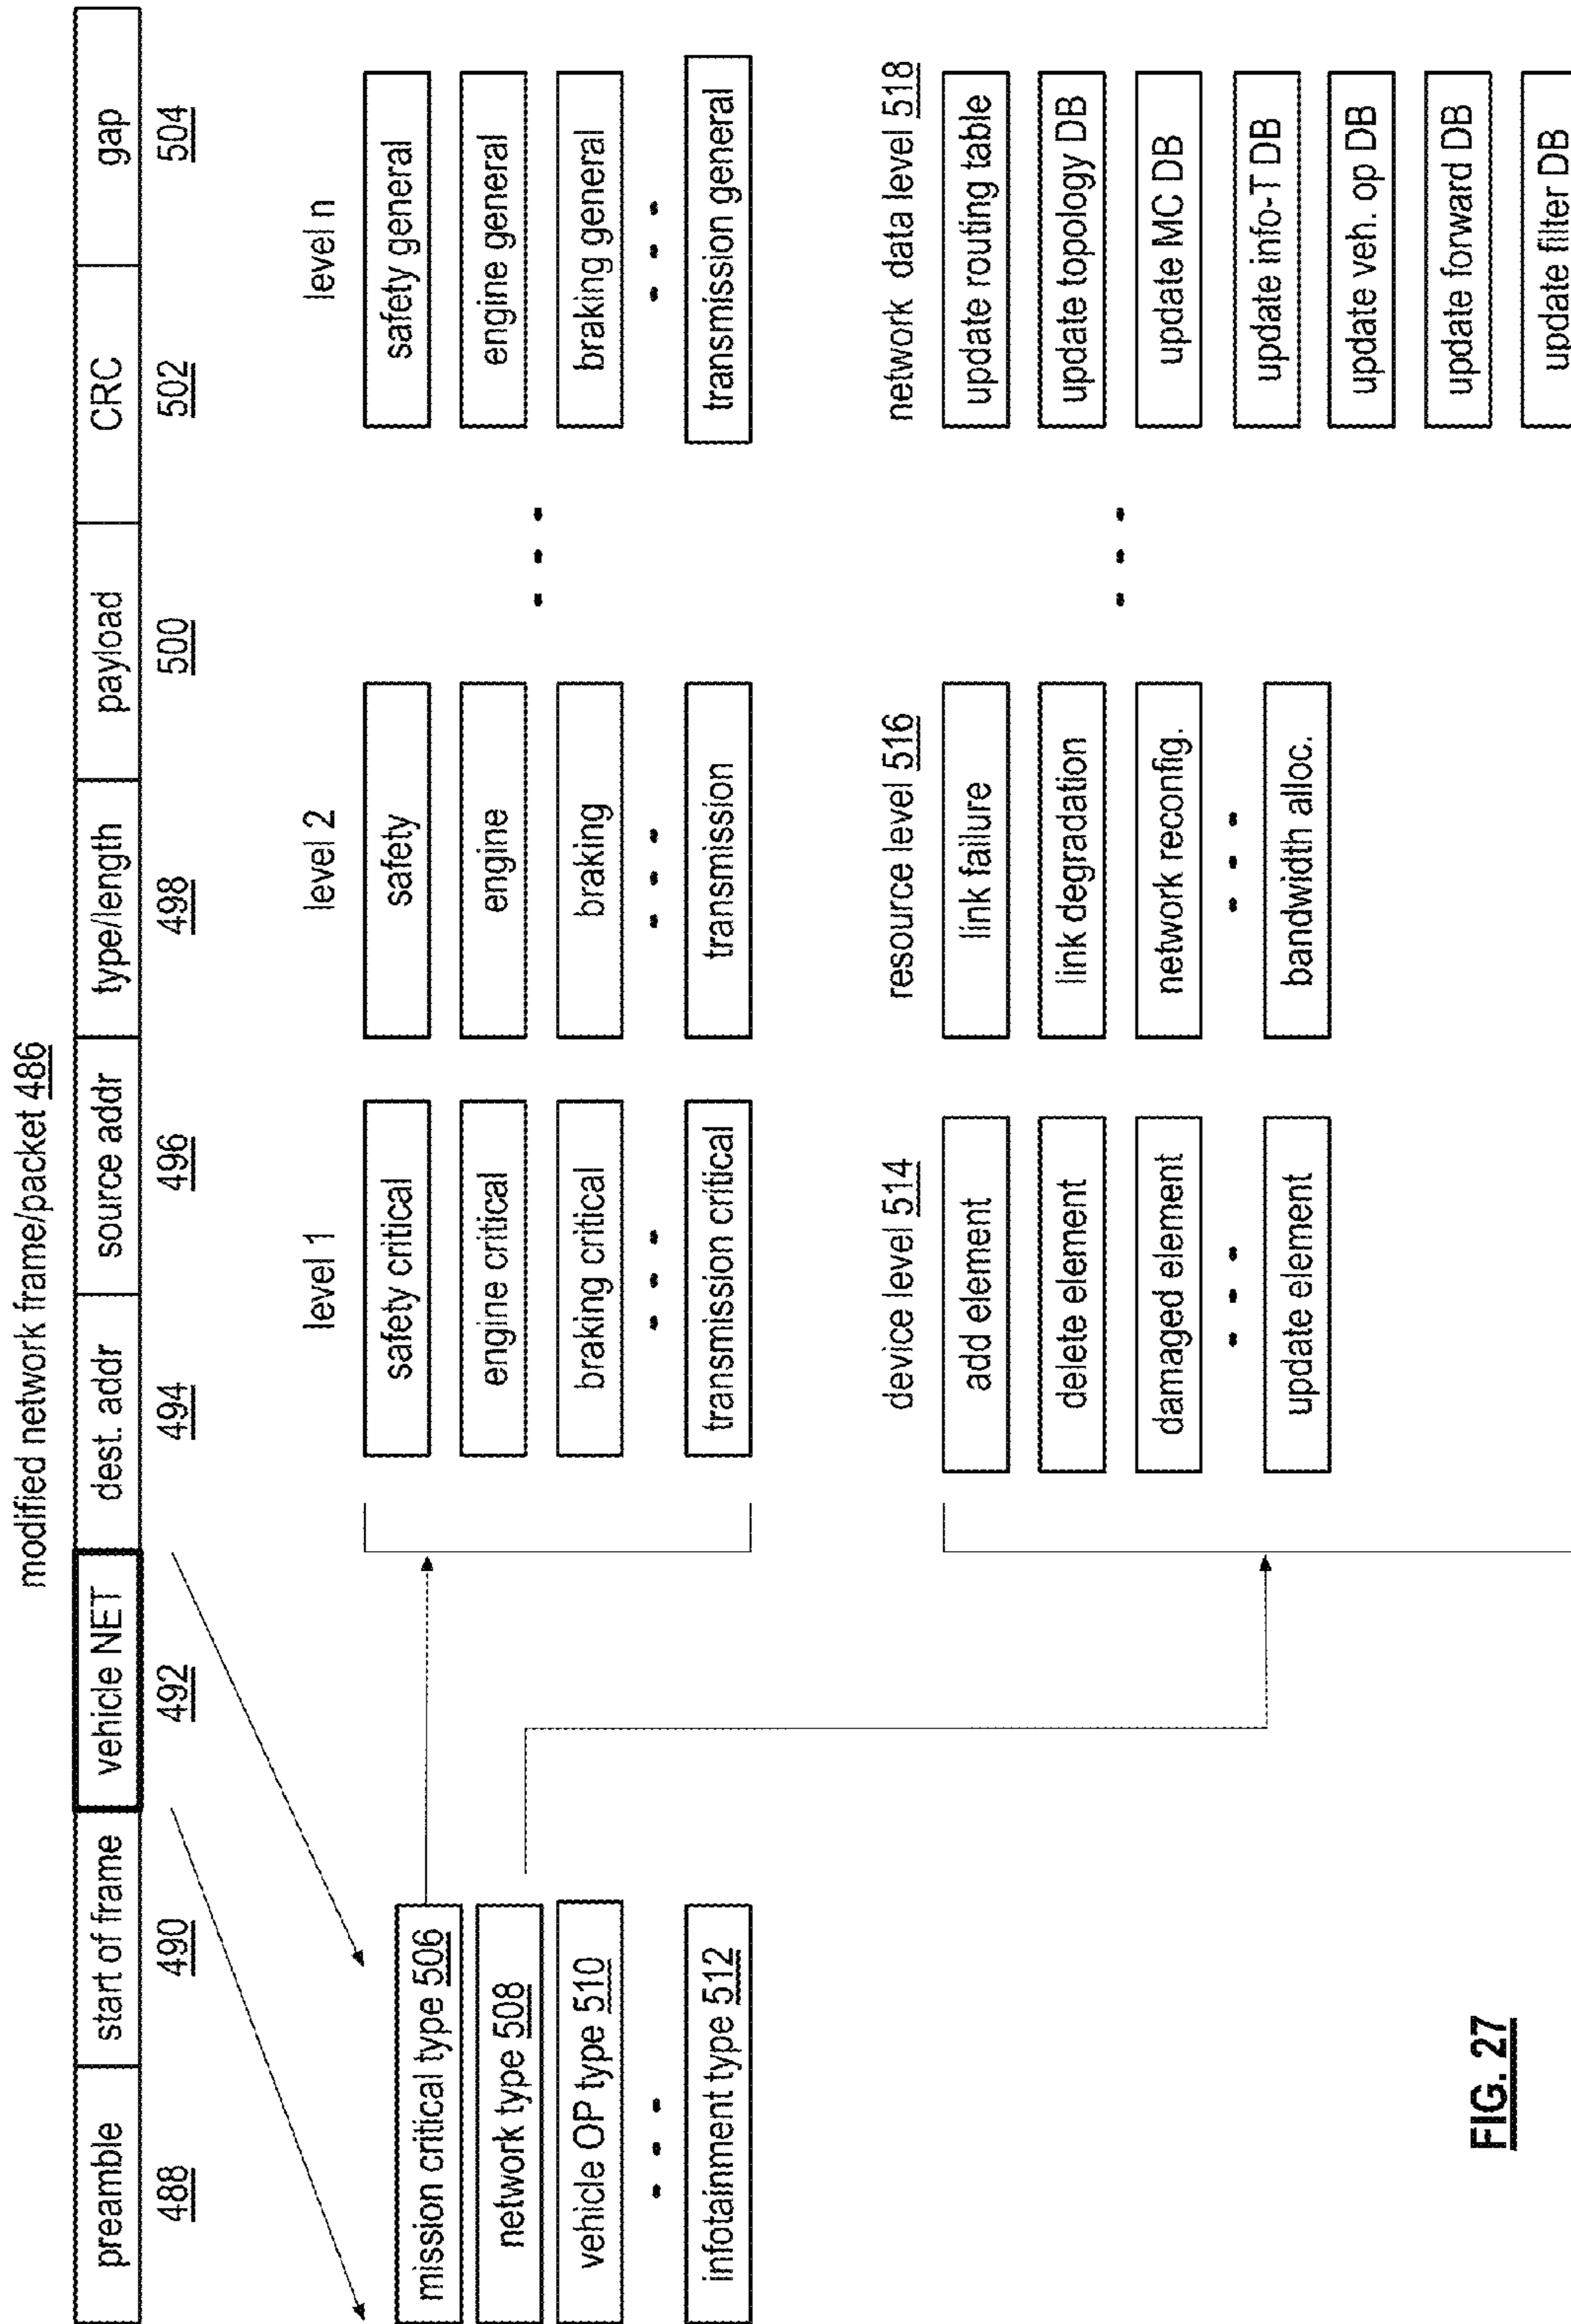 modified network frame/packet 486
preamble start of frame vehicle NET dest. addr source addr type/length payload CRC gap
488 490 492 494 496 498 500 502 504
level 1 level 2 level n
safety critical safety safety general
mission critical type 506
engine critical engine engine general
network type 508
braking critical braking braking general
vehicle OP type 510
transmission critical transmission transmission general
infotainment type 512
device level 514 resource level 516 network data level 518
add element link failure update routing table
delete element link degradation update topology DB
damaged element network reconfig. update MC DB
update element bandwidth alloc. update info-T DB
update veh. op DB
update forward DB
update filter DB
FIG. 27